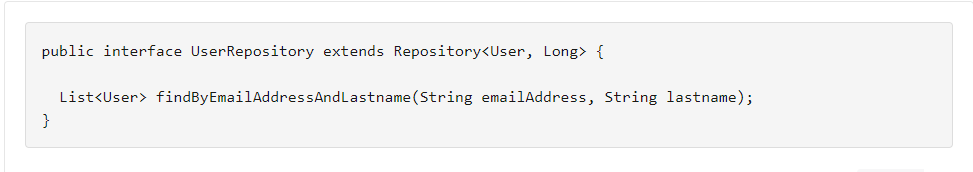 public interface UserRepository extends Repository<User, Long> {
List<User> findByEmailAddressAndLastname(String emailAddress, String lastname);
}